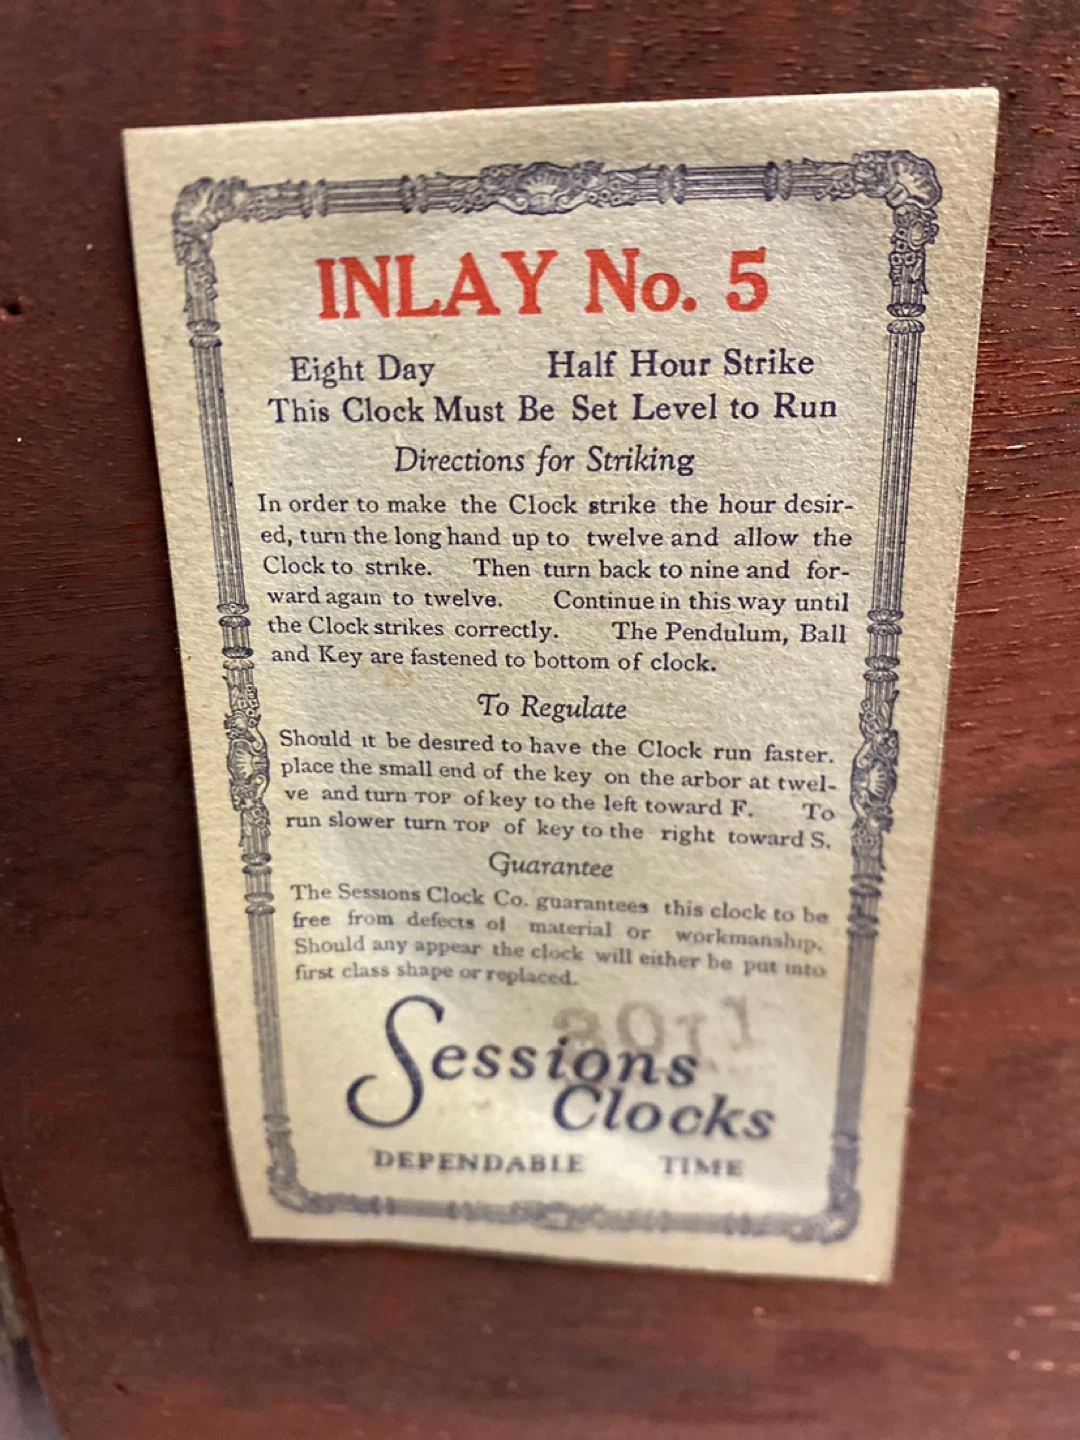 INLAY No. 5
Eight Day Half Hour Strike
This Clock Must Be Set Level to Run
Directions for Striking
In order to make the Clock strike the hour desir-
ed, turn the long hand up to twelve and allow the
Clock to strike. Then turn back to nine and for-
ward again to twelve. Continue in this way until
the Clock strikes correctly. The Pendulum, Ball
and Key are fastened to bottom of clock.
To Regulate
Should it be desired to have the Clock run faster.
place the small end of the key on the arbor at twel-
ve and turn TOP of key to the left toward F. To
run slower turn TOP of key to the right toward S.
Guarantee
The Sessions Clock Co. guarantees this clock to be
free from defects of material or workmanship.
Should any appear the clock will either be put into
first class shape or replaced.
Sessions
Clocks
DEPENDABLE TIME